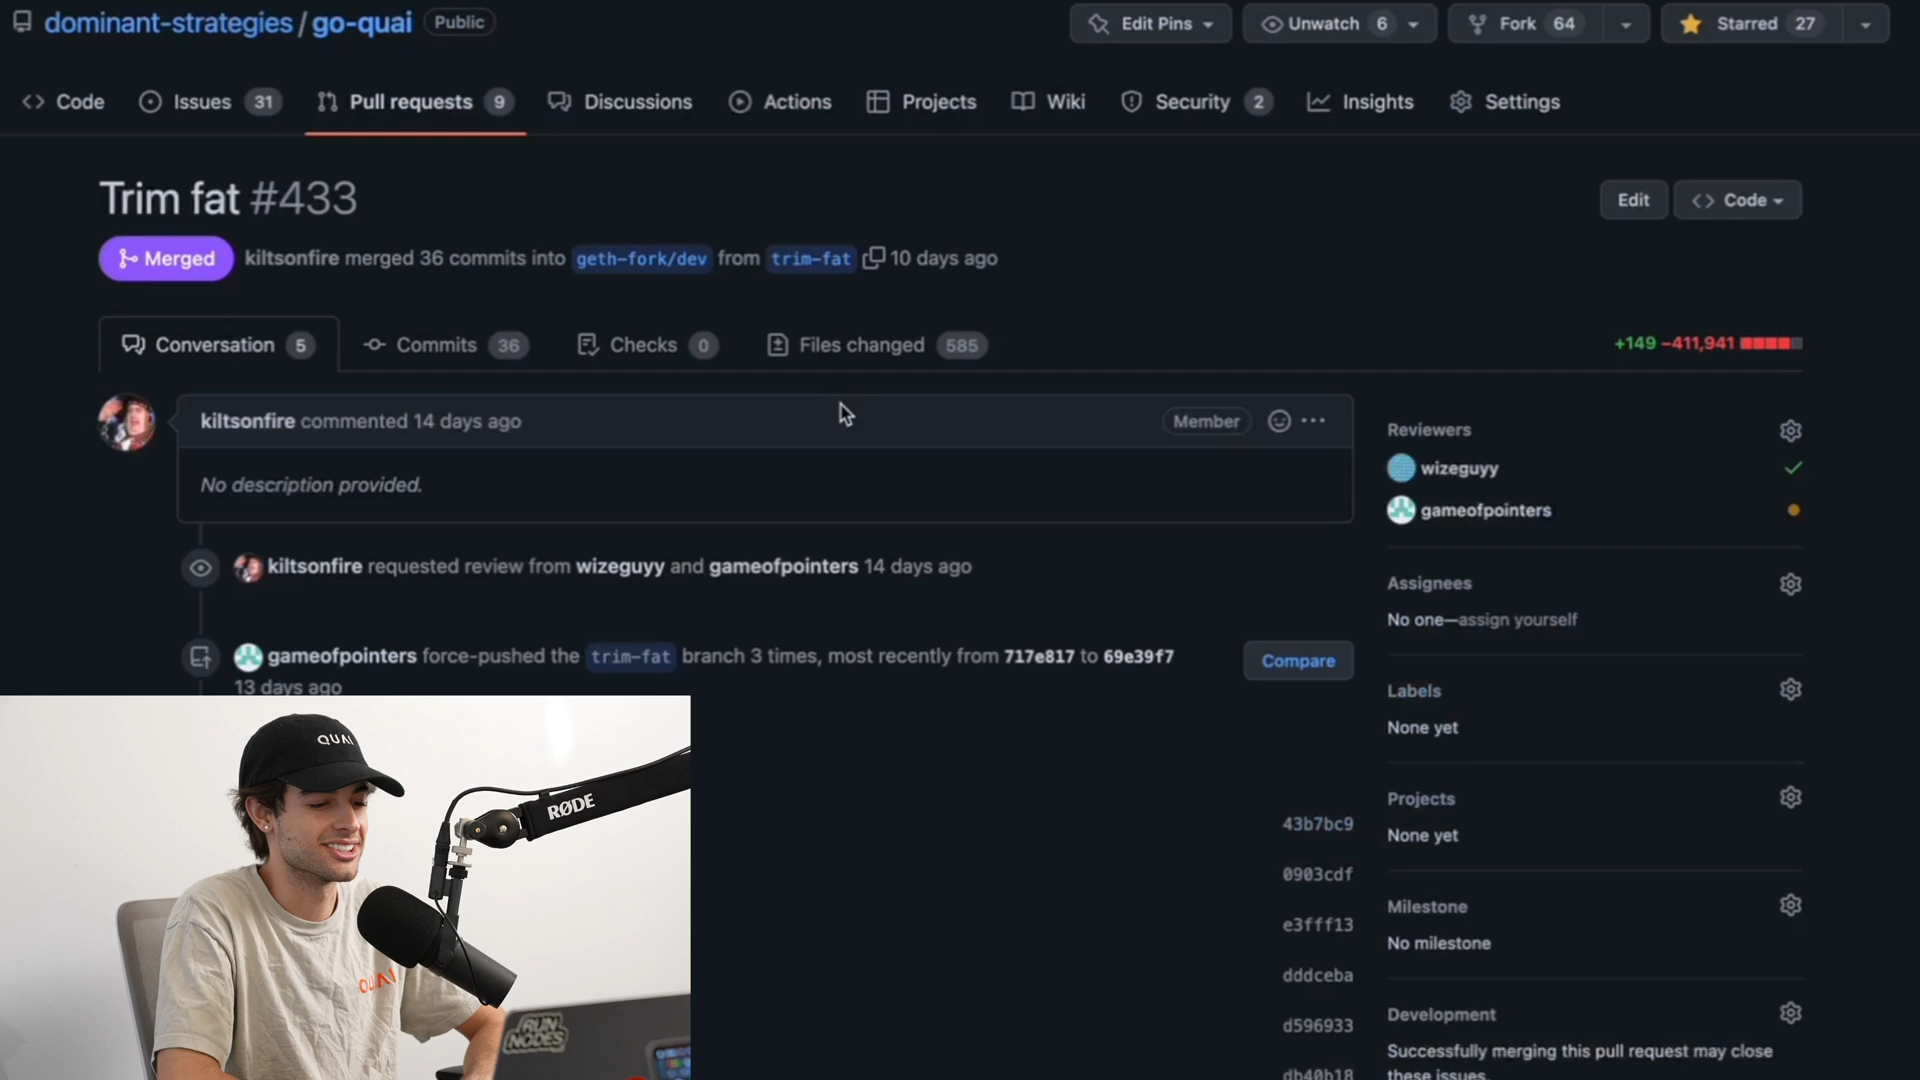 dominant-strategies / go-quai Public
Edit Pins Unwatch 6 Fork 64 Starred 27
Code Issues 31 Pull requests 9 Discussions Actions Projects Wiki Security 2 Insights Settings
Trim fat #433
Edit Code
Merged kiltsonfire merged 36 commits into geth-fork/dev from trim-fat 10 days ago
Conversation 5 Commits 36 Checks 0 Files changed 585 +149 −411,941
kiltsonfire commented 14 days ago Member
No description provided.
kiltsonfire requested review from wizeguyy and gameofpointers 14 days ago
gameofpointers force-pushed the trim-fat branch 3 times, most recently from 717e817 to 69e39f7
13 days ago
Compare
43b7bc9
0903cdf
e3fff13
dddceba
d596933
db40b18
Reviewers
wizeguyy
gameofpointers
Assignees
No one—assign yourself
Labels
None yet
Projects
None yet
Milestone
No milestone
Development
Successfully merging this pull request may close
these issues.
QUAI
RØDE
QUAI
RUN
NODES